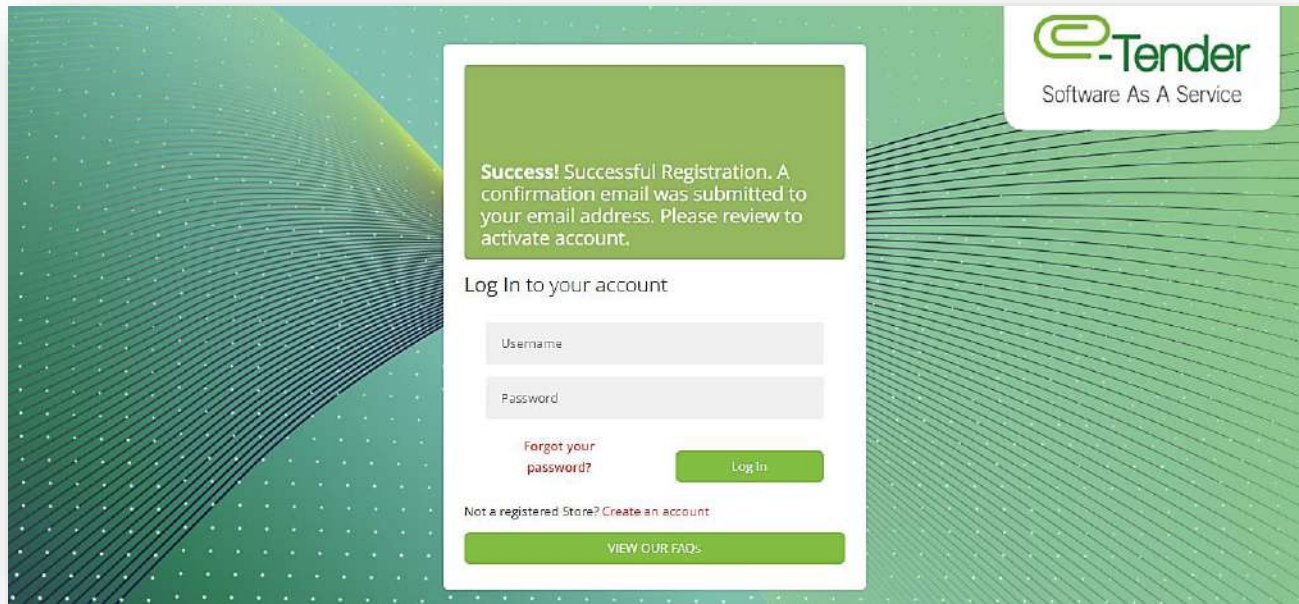 e-Tender
Software As A Service
Success! Successful Registration. A
confirmation email was submitted to
your email address. Please review to
activate account.
Log In to your account
Username
Password
Forgot your
password?
Log In
Not a registered Store? Create an account
VIEW OUR FAQs